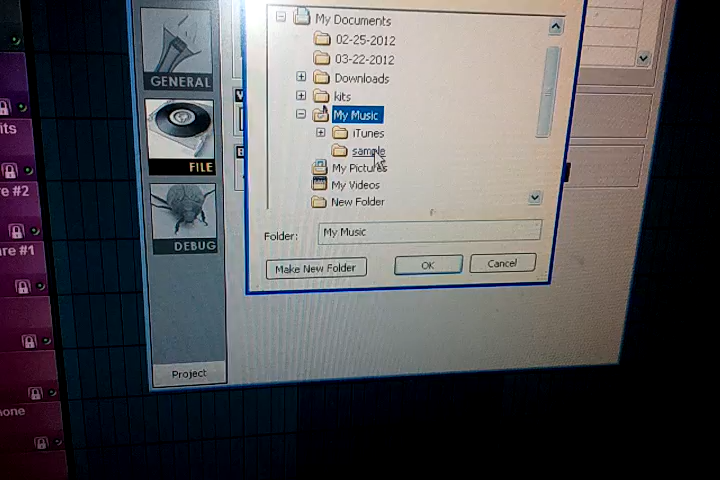 My Documents
02-25-2012
03-22-2012
Downloads
kits
My Music
iTunes
sample
My Pictures
My Videos
New Folder
Folder: My Music
Make New Folder OK Cancel
GENERAL
FILE
DEBUG
Project
its
re #2
re #1
one